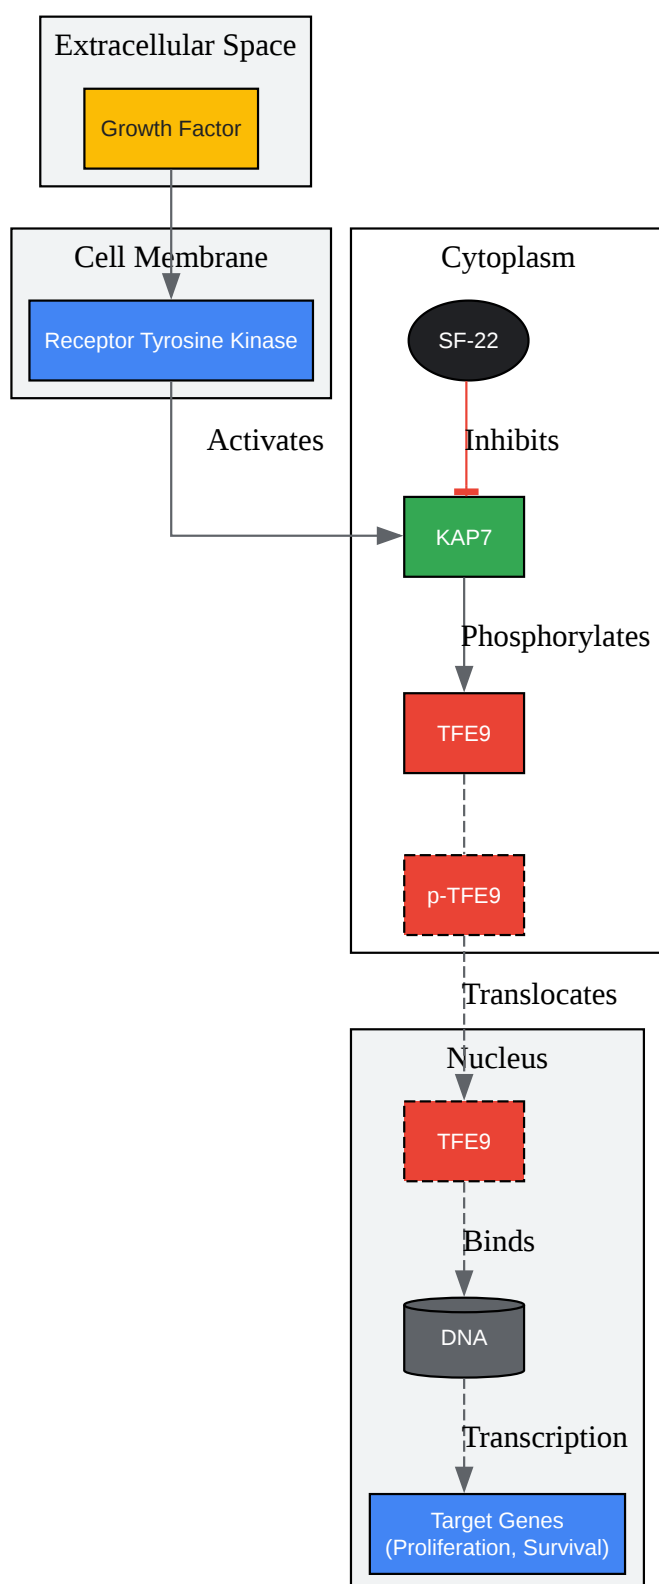 Extracellular Space
Growth Factor
Cell Membrane
Receptor Tyrosine Kinase
Activates
Cytoplasm
SF-22
Inhibits
KAP7
Phosphorylates
TFE9
p-TFE9
Translocates
Nucleus
TFE9
Binds
DNA
Transcription
Target Genes
(Proliferation, Survival)